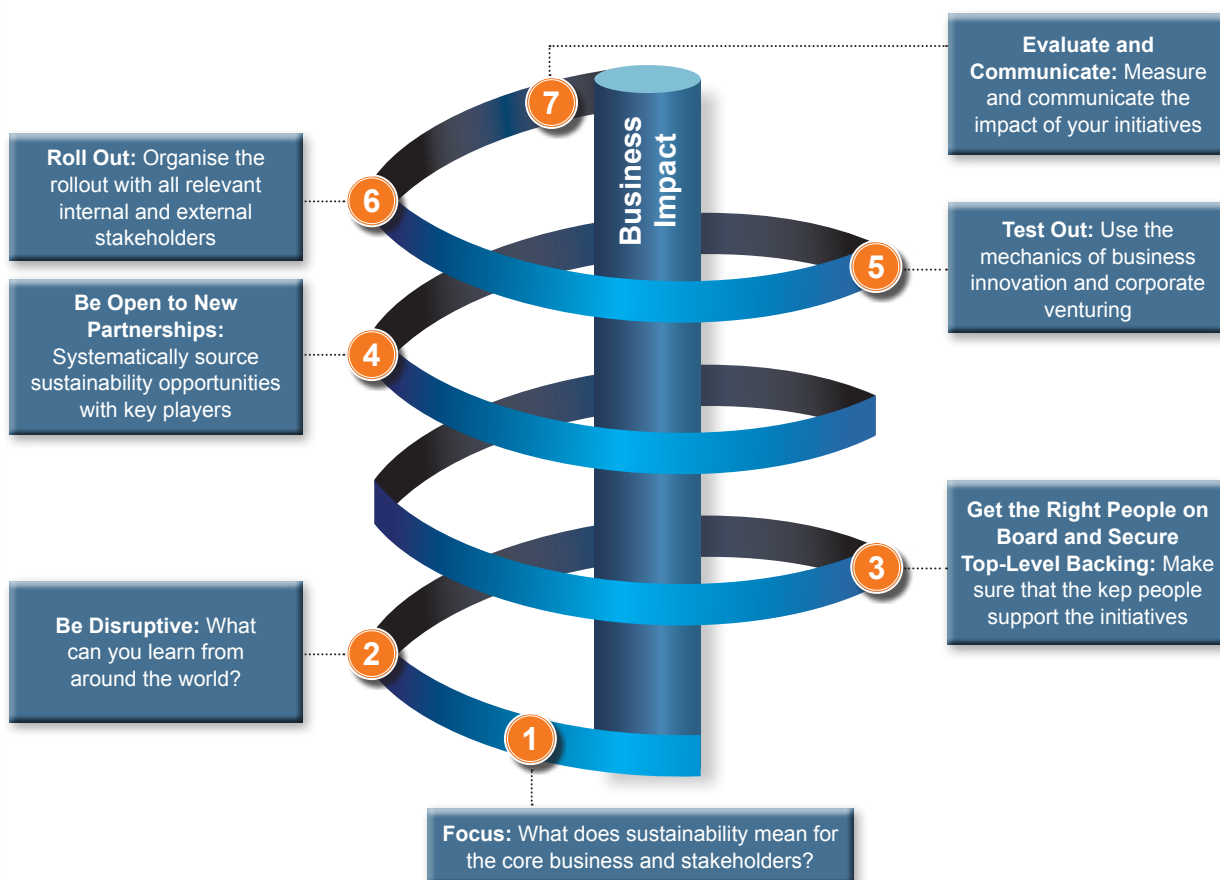 7
Evaluate and
Communicate: Measure
and communicate the
impact of your initiatives
Business
Impact
Roll Out: Organise the
rollout with all relevant
internal and external
stakeholders
6
5
Test Out: Use the
mechanics of business
innovation and corporate
venturing
Be Open to New
Partnerships:
Systematically source
sustainability opportunities
with key players
4
3
Get the Right People on
Board and Secure
Top-Level Backing: Make
sure that the kep people
support the initiatives
Be Disruptive: What
can you learn from
around the world?
2
1
Focus: What does sustainability mean for
the core business and stakeholders?